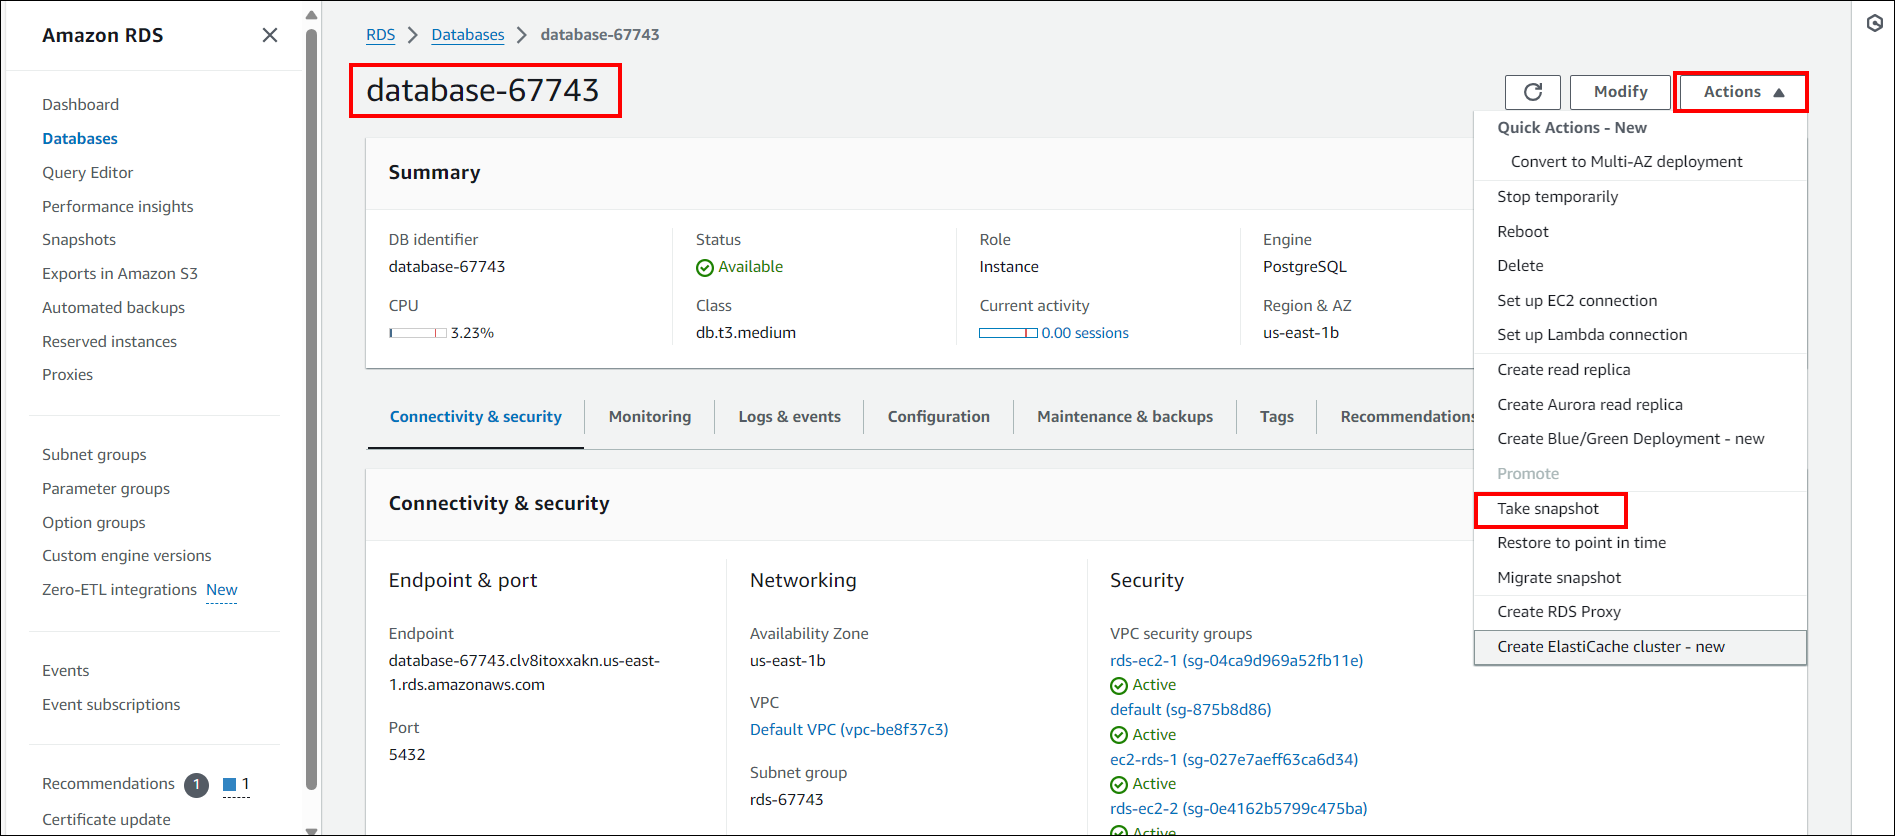 Amazon RDS
Dashboard
Databases
Query Editor
Performance insights
Snapshots
Exports in Amazon S3
Automated backups
Reserved instances
Proxies
Subnet groups
Parameter groups
Option groups
Custom engine versions
Zero-ETL integrations New
Events
Event subscriptions
Recommendations 1 1
Certificate update
RDS > Databases > database-67743
database-67743
Modify
Actions
Quick Actions - New
Convert to Multi-AZ deployment
Stop temporarily
Reboot
Delete
Set up EC2 connection
Set up Lambda connection
Create read replica
Create Aurora read replica
Create Blue/Green Deployment - new
Promote
Take snapshot
Restore to point in time
Migrate snapshot
Create RDS Proxy
Create ElastiCache cluster - new
Summary
DB identifier
database-67743
Status
Available
Role
Instance
Engine
PostgreSQL
CPU
3.23%
Class
db.t3.medium
Current activity
0.00 sessions
Region & AZ
us-east-1b
Connectivity & security
Monitoring
Logs & events
Configuration
Maintenance & backups
Tags
Recommendations
Connectivity & security
Endpoint & port
Endpoint
database-67743.clv8itoxxakn.us-east-
1.rds.amazonaws.com
Port
5432
Networking
Availability Zone
us-east-1b
VPC
Default VPC (vpc-be8f37c3)
Subnet group
rds-67743
Security
VPC security groups
rds-ec2-1 (sg-04ca9d969a52fb11e)
Active
default (sg-875b8d86)
Active
ec2-rds-1 (sg-027e7aeff63ca6d34)
Active
rds-ec2-2 (sg-0e4162b5799c475ba)
Active